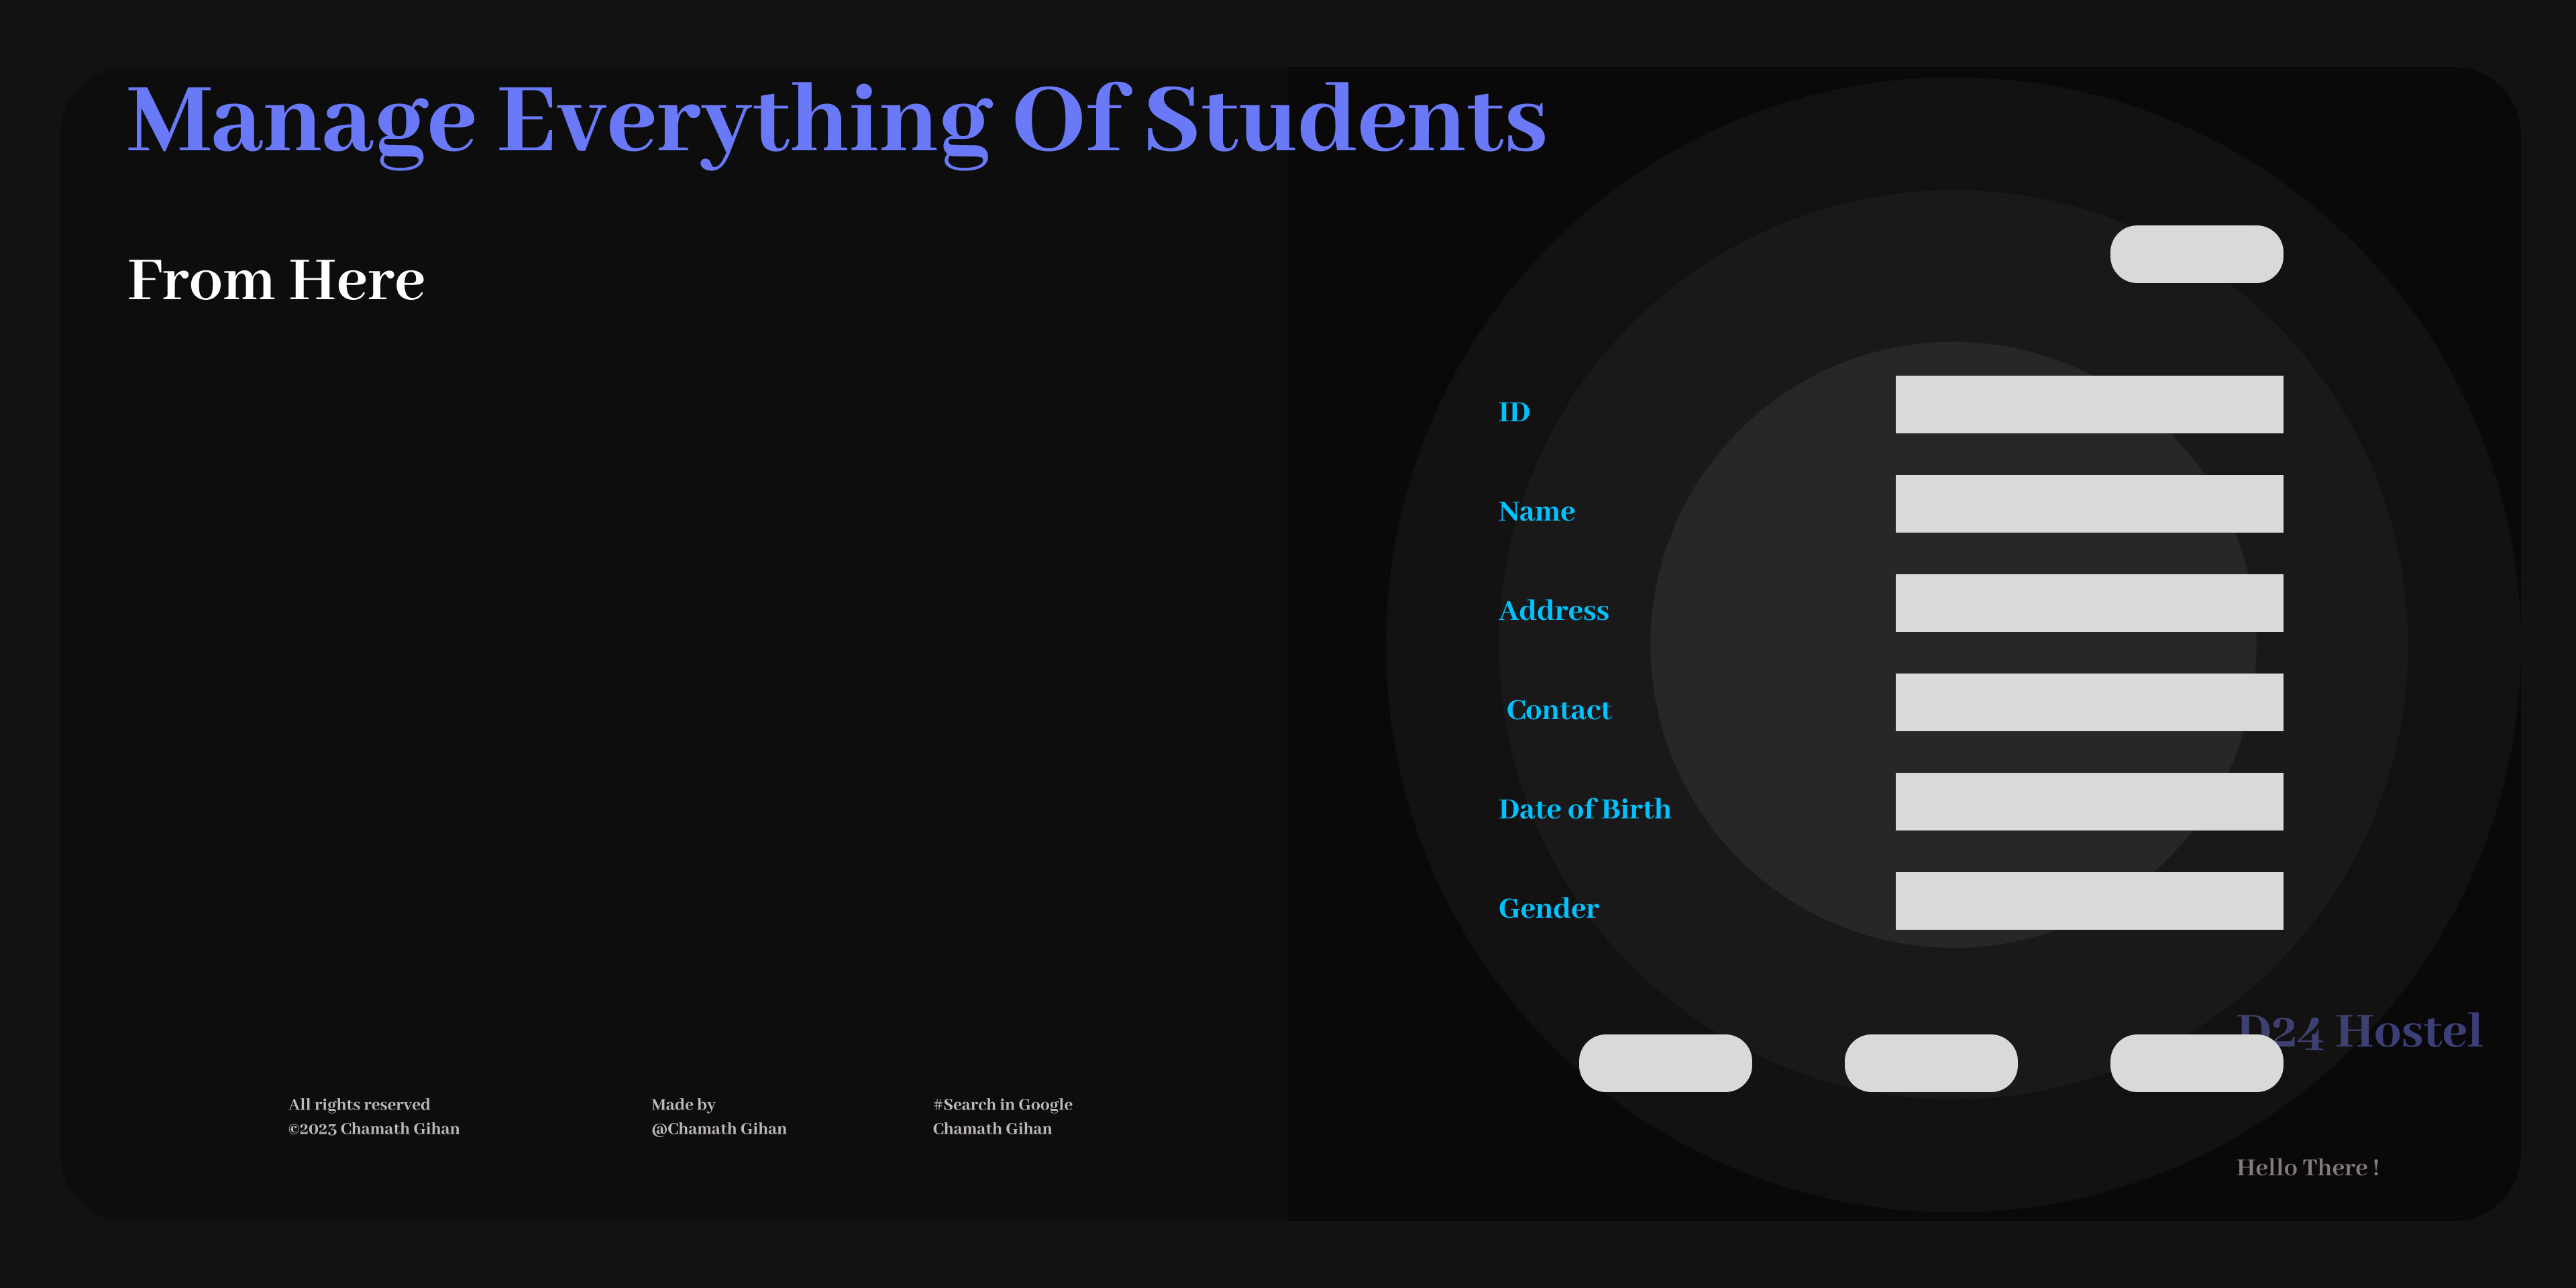 Manage Everything Of Students
From Here
ID
Name
Address
Contact
Date of Birth
Gender
D24 Hostel
All rights reserved
©2023 Chamath Gihan
Made by
@Chamath Gihan
#Search in Google
Chamath Gihan
Hello There !